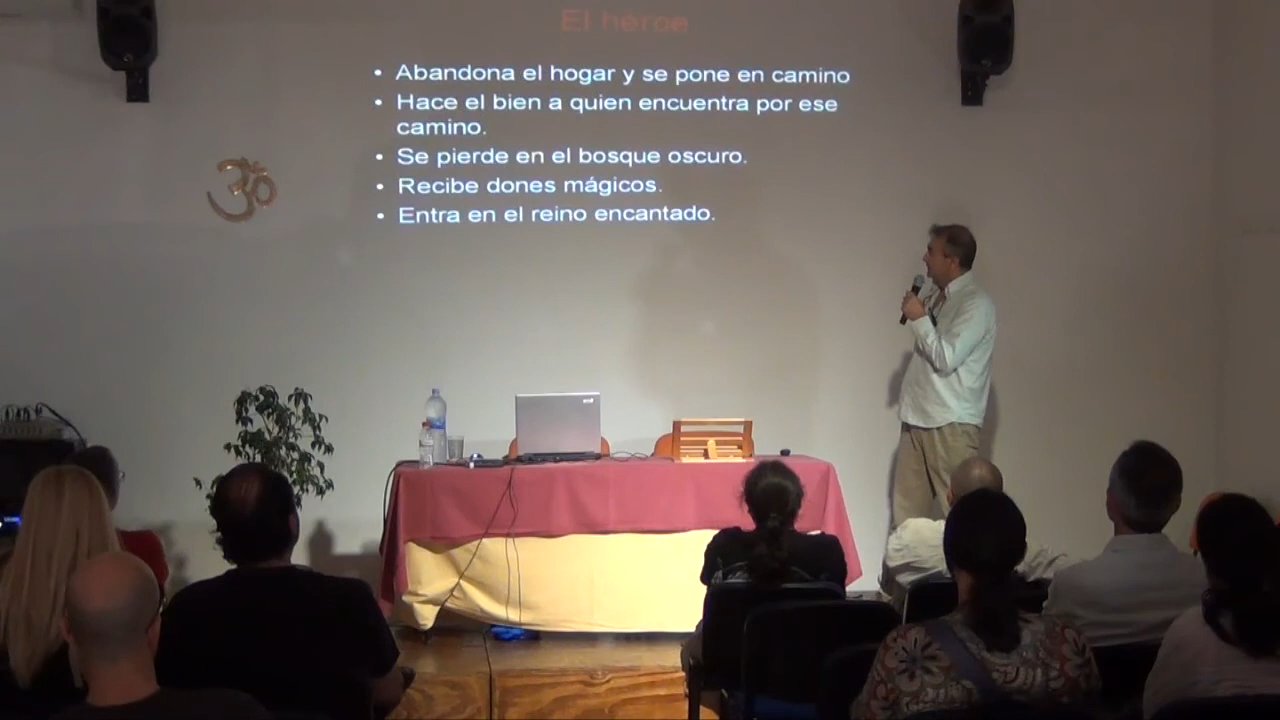 El héroe
• Abandona el hogar y se pone en camino
• Hace el bien a quien encuentra por ese
camino.
• Se pierde en el bosque oscuro.
• Recibe dones mágicos.
• Entra en el reino encantado.
ॐ